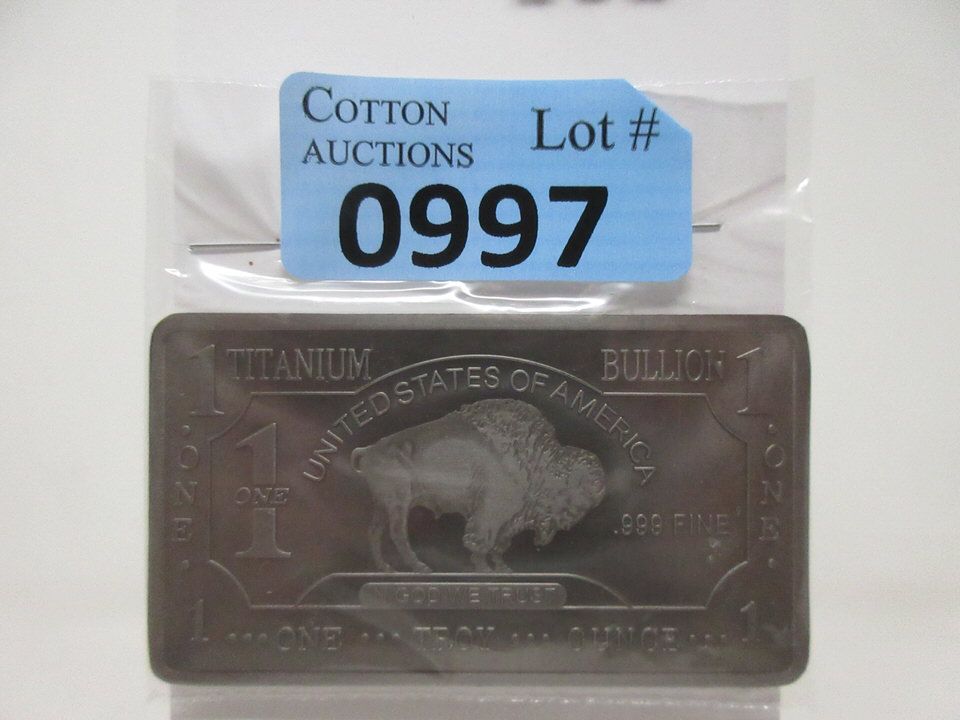 COTTON
AUCTIONS
Lot #
0997
1 TITANIUM BULLION 1
UNITED STATES OF AMERICA
· ONE ·
1
ONE
.999 FINE
· ONE ·
IN GOD WE TRUST
1 ··· ONE ··· TROY ··· OUNCE ··· 1